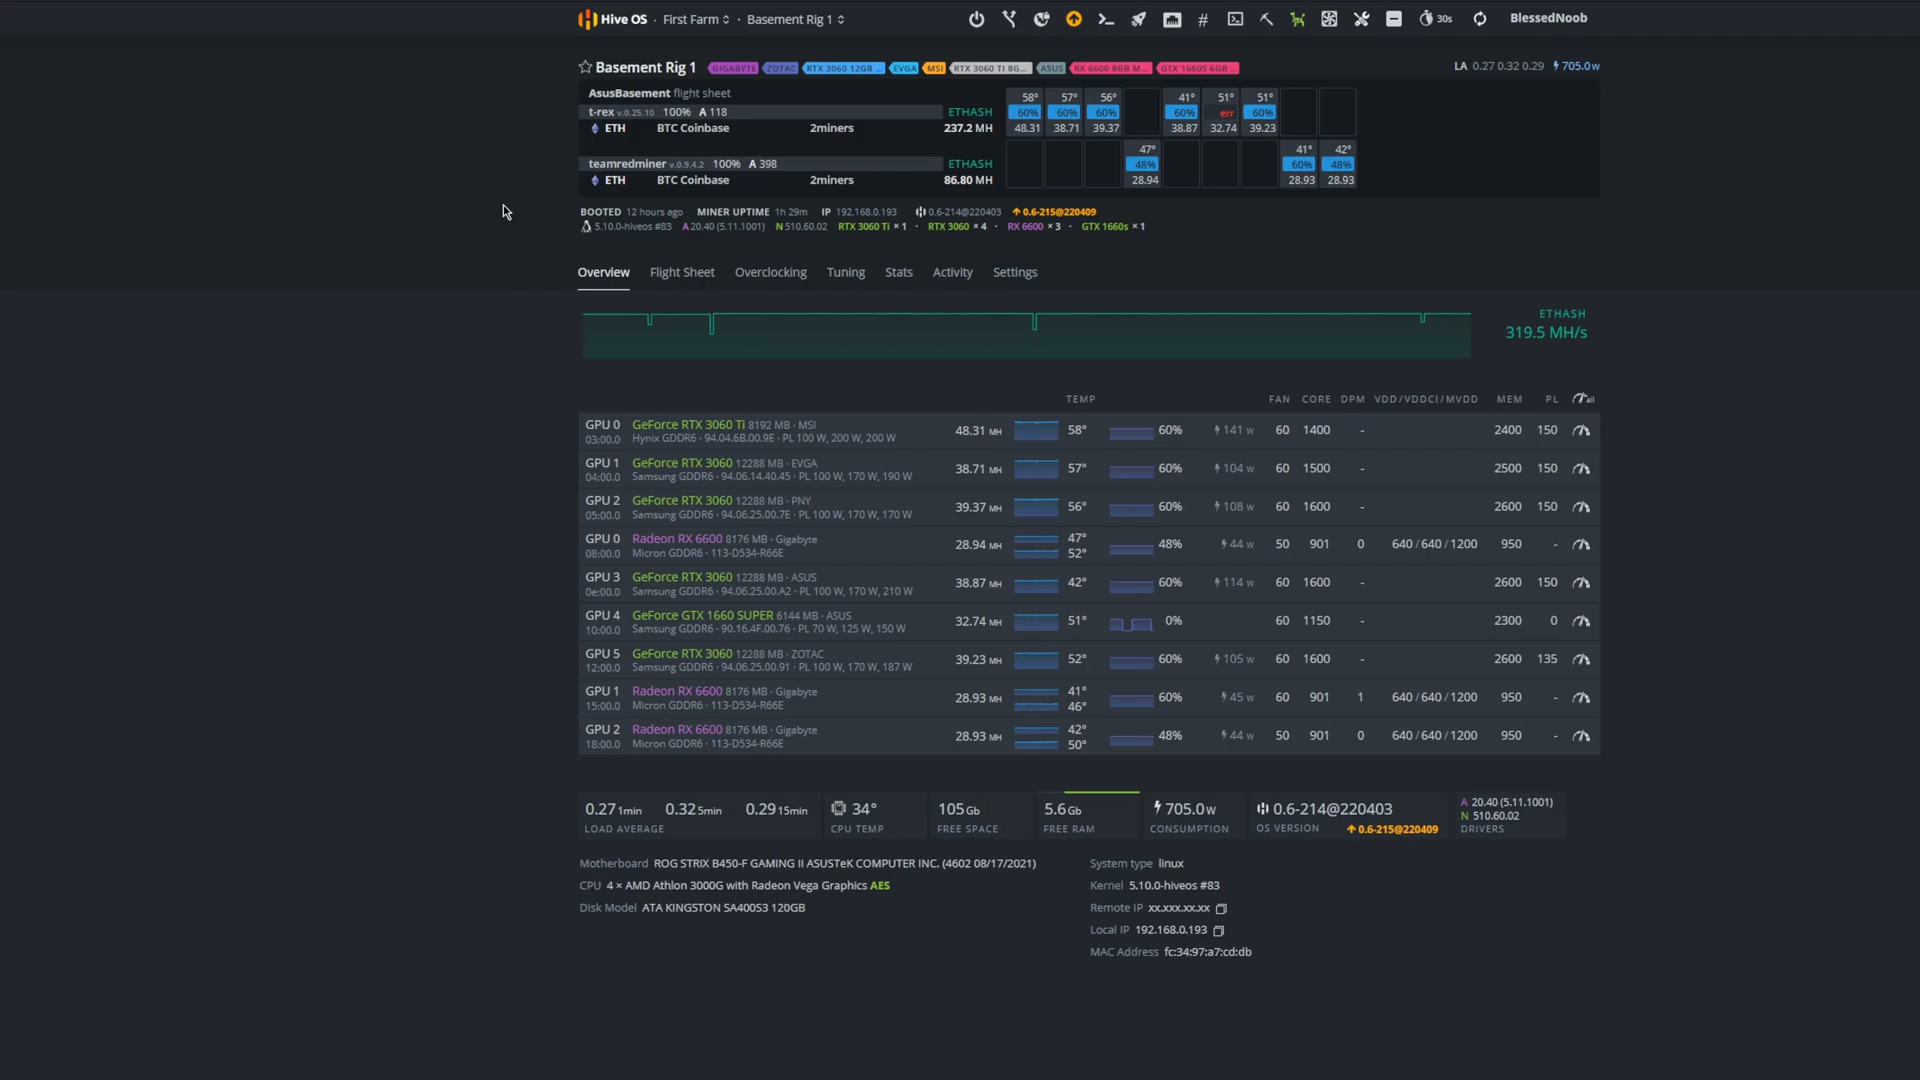 Hive OS · First Farm · Basement Rig 1 # 30s BlessedNoob
Basement Rig 1 GIGABYTE ZOTAC RTX 3060 12GB ... EVGA MSI RTX 3060 TI 8G... ASUS RX 6600 8GB M... GTX 1660S 6GB ... LA 0.27 0.32 0.29 705.0w
AsusBasement flight sheet
t-rex v.0.25.10 100% A 118 ETHASH
ETH BTC Coinbase 2miners 237.2 MH
58° 57° 56° 41° 51° 51°
60% 60% 60% 60% err 60%
48.31 38.71 39.37 38.87 32.74 39.23
teamredminer v.0.9.4.2 100% A 398 ETHASH
ETH BTC Coinbase 2miners 86.80 MH
47° 41° 42°
48% 60% 48%
28.94 28.93 28.93
BOOTED 12 hours ago MINER UPTIME 1h 29m IP 192.168.0.193 0.6-214@220403 0.6-215@220409
5.10.0-hiveos #83 A 20.40 (5.11.1001) N 510.60.02 RTX 3060 Ti × 1 · RTX 3060 × 4 · RX 6600 × 3 · GTX 1660s × 1
Overview Flight Sheet Overclocking Tuning Stats Activity Settings
ETHASH
319.5 MH/s
TEMP FAN CORE DPM VDD/VDDCI/MVDD MEM PL all
GPU 0 GeForce RTX 3060 Ti 8192 MB · MSI 48.31 MH 58° 60% 141 w 60 1400 - 2400 150
03:00.0 Hynix GDDR6 · 94.04.6B.00.9E · PL 100 W, 200 W, 200 W
GPU 1 GeForce RTX 3060 12288 MB · EVGA 38.71 MH 57° 60% 104 w 60 1500 - 2500 150
04:00.0 Samsung GDDR6 · 94.06.14.40.45 · PL 100 W, 170 W, 190 W
GPU 2 GeForce RTX 3060 12288 MB · PNY 39.37 MH 56° 60% 108 w 60 1600 - 2600 150
05:00.0 Samsung GDDR6 · 94.06.25.00.7E · PL 100 W, 170 W, 170 W
GPU 0 Radeon RX 6600 8176 MB · Gigabyte 28.94 MH 47° 52° 48% 44 w 50 901 0 640 / 640 / 1200 950 -
08:00.0 Micron GDDR6 · 113-D534-R66E
GPU 3 GeForce RTX 3060 12288 MB · ASUS 38.87 MH 42° 60% 114 w 60 1600 - 2600 150
0e:00.0 Samsung GDDR6 · 94.06.25.00.A2 · PL 100 W, 170 W, 210 W
GPU 4 GeForce GTX 1660 SUPER 6144 MB · ASUS 32.74 MH 51° 0% 60 1150 - 2300 0
10:00.0 Samsung GDDR6 · 90.16.4F.00.76 · PL 70 W, 125 W, 150 W
GPU 5 GeForce RTX 3060 12288 MB · ZOTAC 39.23 MH 52° 60% 105 w 60 1600 - 2600 135
12:00.0 Samsung GDDR6 · 94.06.25.00.91 · PL 100 W, 170 W, 187 W
GPU 1 Radeon RX 6600 8176 MB · Gigabyte 28.93 MH 41° 46° 60% 45 w 60 901 1 640 / 640 / 1200 950 -
15:00.0 Micron GDDR6 · 113-D534-R66E
GPU 2 Radeon RX 6600 8176 MB · Gigabyte 28.93 MH 42° 50° 48% 44 w 50 901 0 640 / 640 / 1200 950 -
18:00.0 Micron GDDR6 · 113-D534-R66E
0.27 1min 0.32 5min 0.29 15min 34° 105 Gb 5.6 Gb 705.0 w 0.6-214@220403 A 20.40 (5.11.1001)
N 510.60.02
LOAD AVERAGE CPU TEMP FREE SPACE FREE RAM CONSUMPTION OS VERSION 0.6-215@220409 DRIVERS
Motherboard ROG STRIX B450-F GAMING II ASUSTeK COMPUTER INC. (4602 08/17/2021)
CPU 4 × AMD Athlon 3000G with Radeon Vega Graphics AES
Disk Model ATA KINGSTON SA400S3 120GB
System type linux
Kernel 5.10.0-hiveos #83
Remote IP xx.xxx.xx.xx
Local IP 192.168.0.193
MAC Address fc:34:97:a7:cd:db